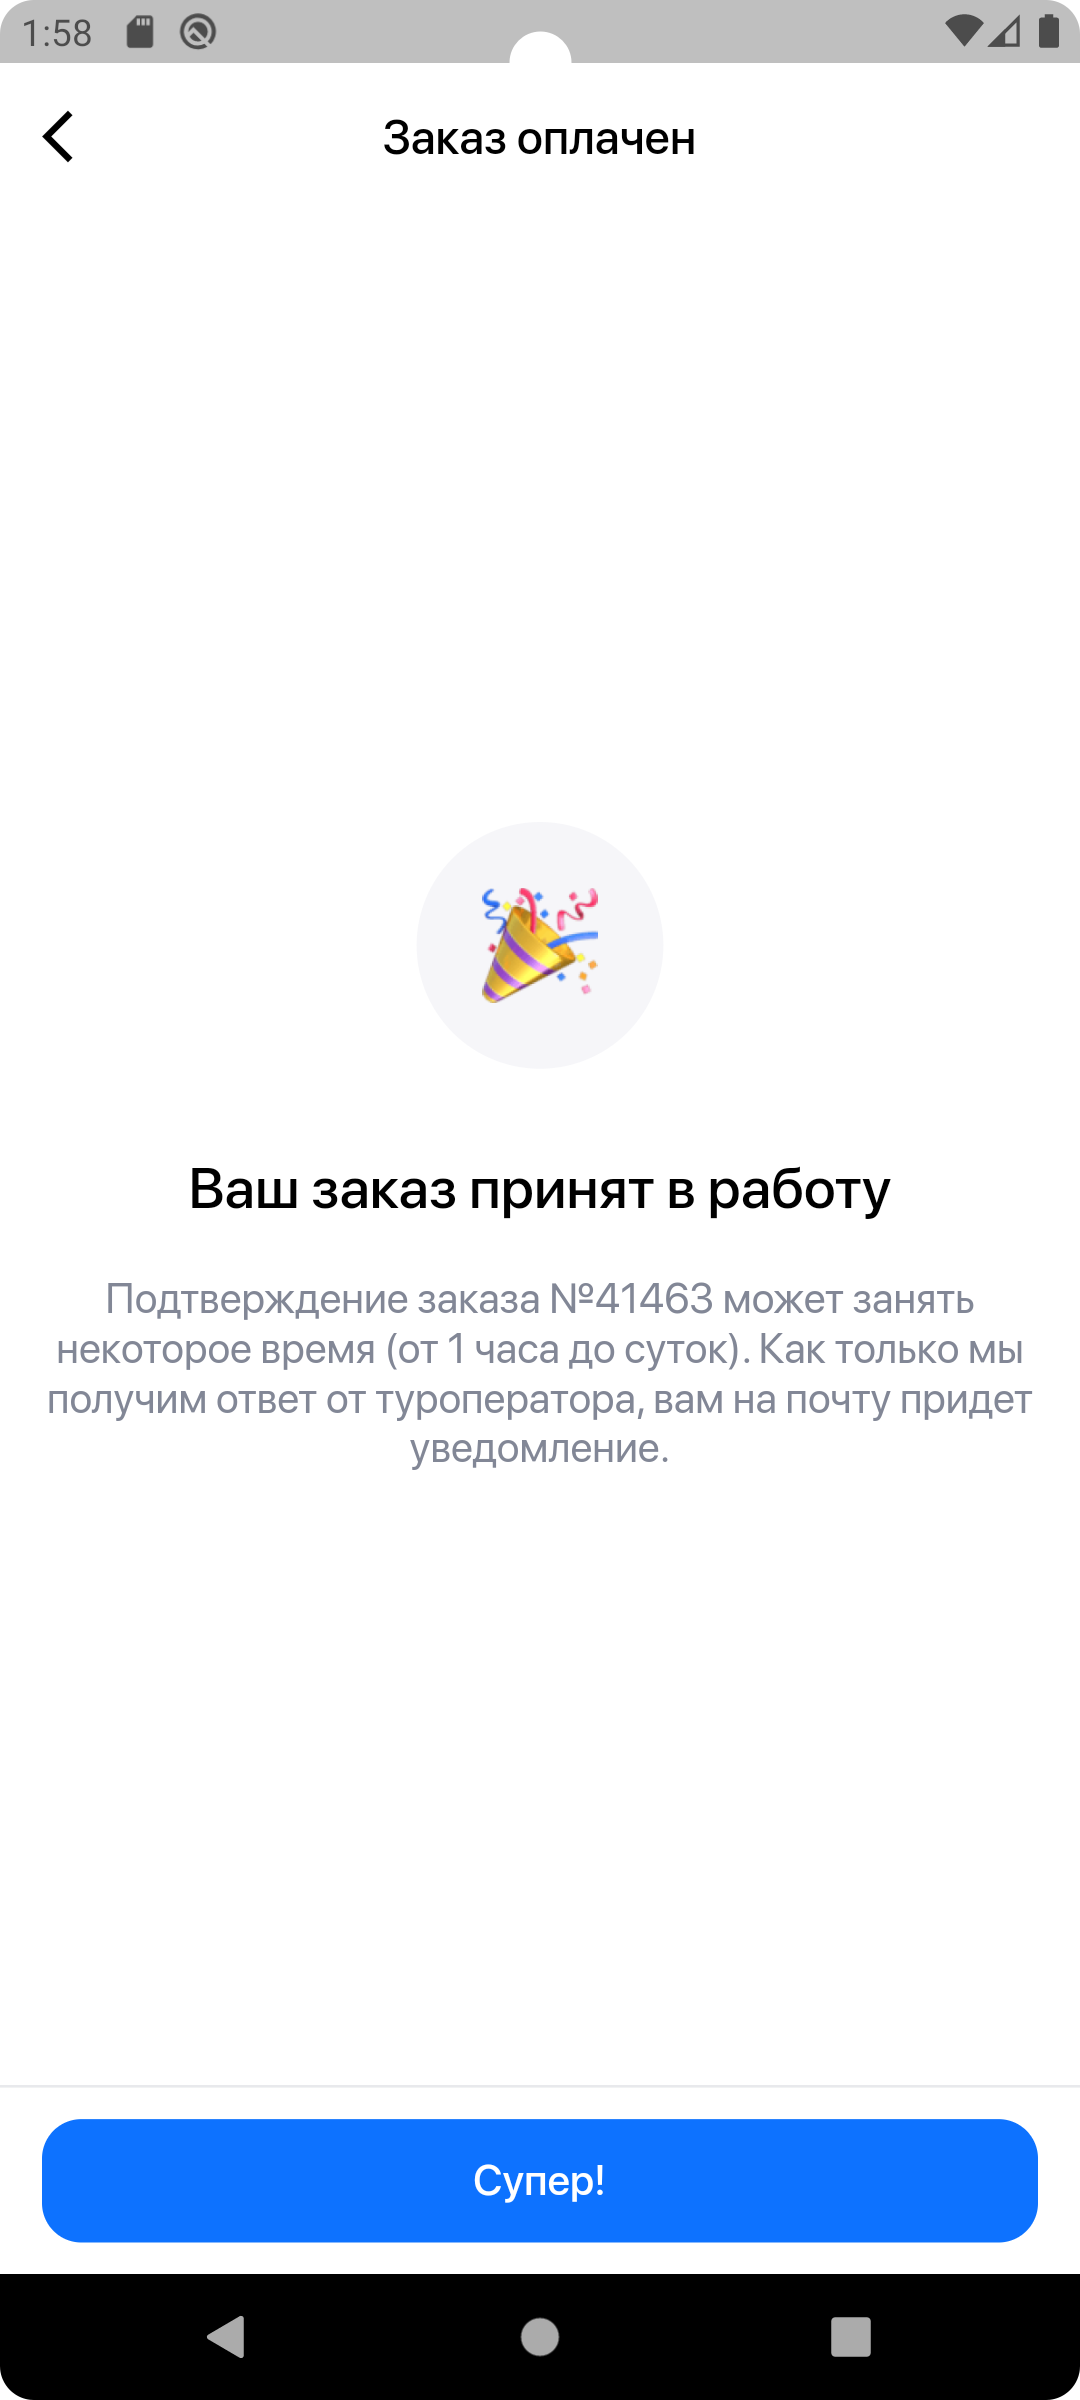 1:58
Заказ оплачен
Ваш заказ принят в работу
Подтверждение заказа №41463 может занять
некоторое время (от 1 часа до суток). Как только мы
получим ответ от туроператора, вам на почту придет
уведомление.
Супер!